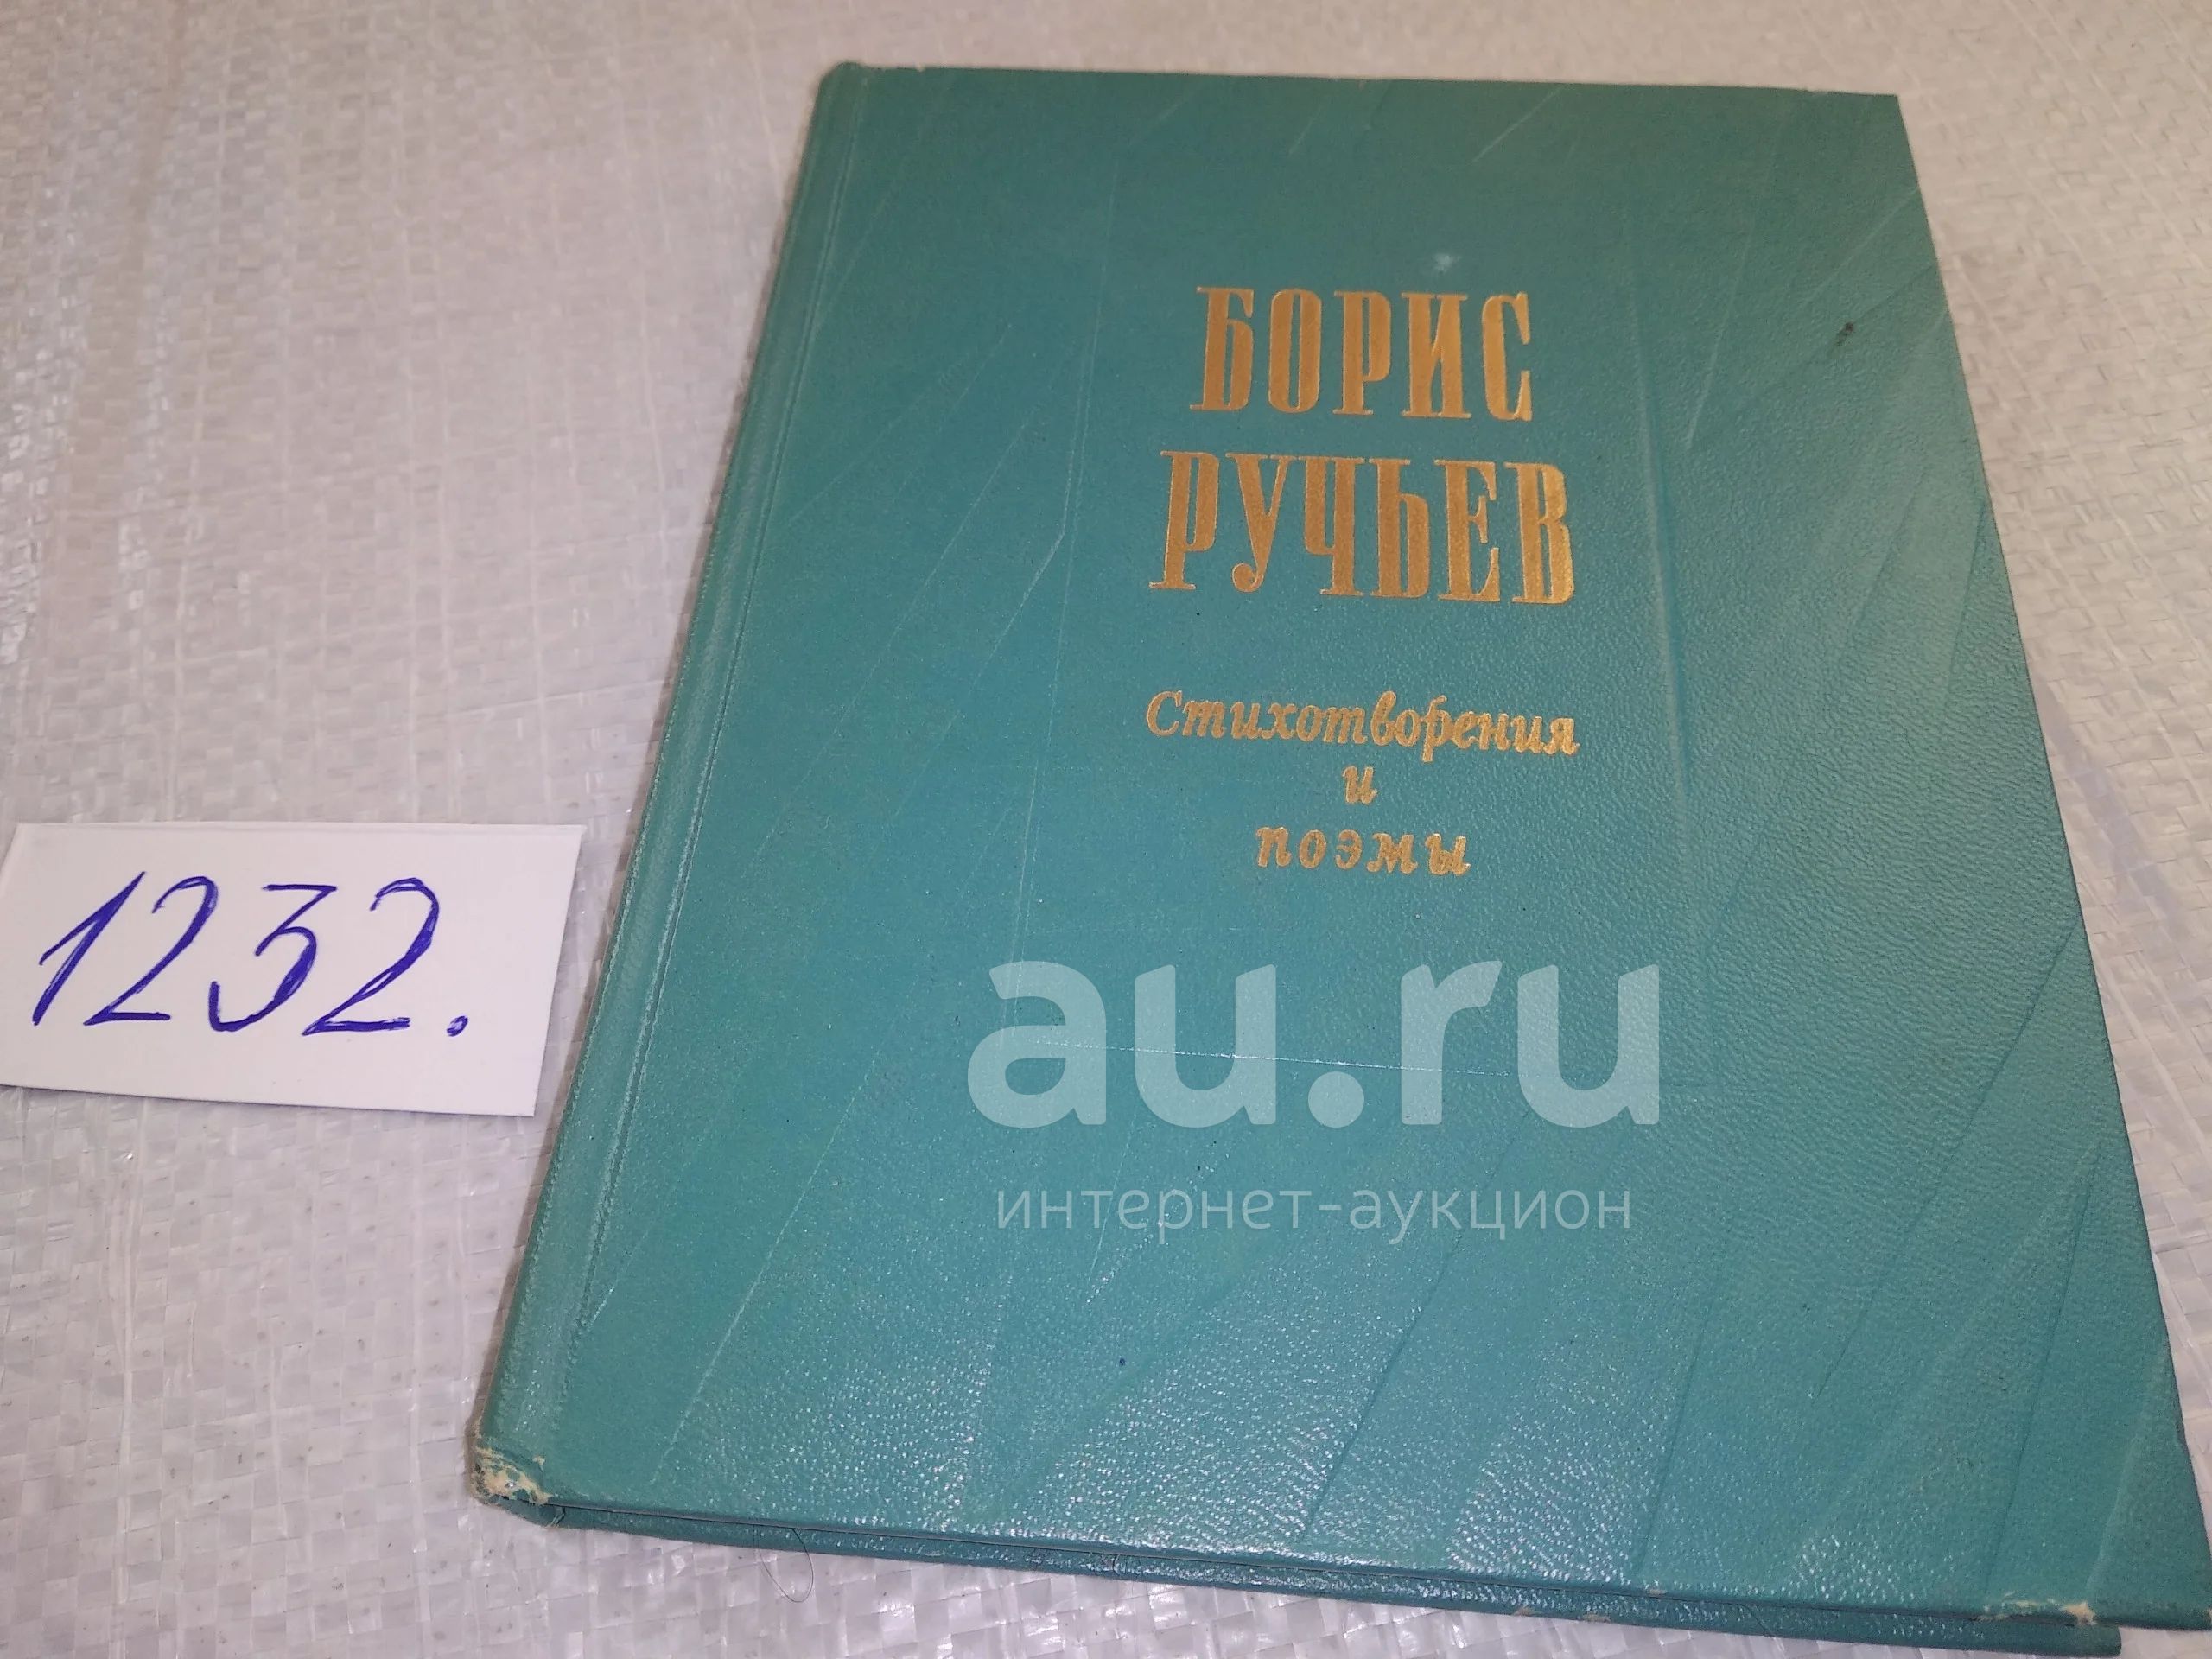 БОРИС
РУЧЬЕВ
Стихотворения
и
поэмы
1232.
au.ru
интернет-аукцион